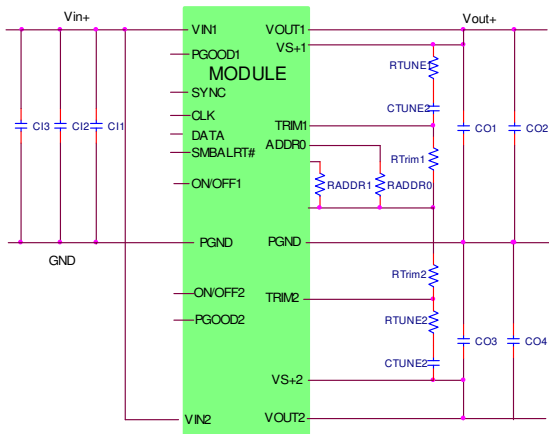 Vin+
Vout+
VIN1
VOUT1
VS+1
PGOOD1
MODULE
RTUNE1
SYNC
CTUNE2
CLK
TRIM1
CI3
CI2
CI1
DATA
CO1
CO2
ADDR0
SMBALRT#
RTrim1
ON/OFF1
RADDR1
RADDR0
PGND
PGND
GND
RTrim2
ON/OFF2
TRIM2
PGOOD2
RTUNE2
CO3
CO4
CTUNE2
VS+2
VIN2
VOUT2